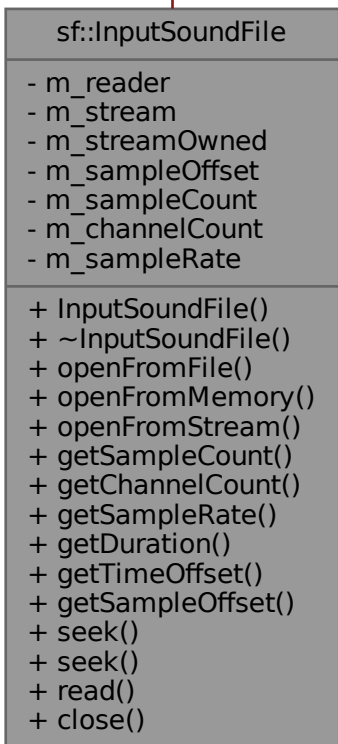 sf::InputSoundFile
- m_reader
- m_stream
- m_streamOwned
- m_sampleOffset
- m_sampleCount
- m_channelCount
- m_sampleRate
+ InputSoundFile()
+ ~InputSoundFile()
+ openFromFile()
+ openFromMemory()
+ openFromStream()
+ getSampleCount()
+ getChannelCount()
+ getSampleRate()
+ getDuration()
+ getTimeOffset()
+ getSampleOffset()
+ seek()
+ seek()
+ read()
+ close()